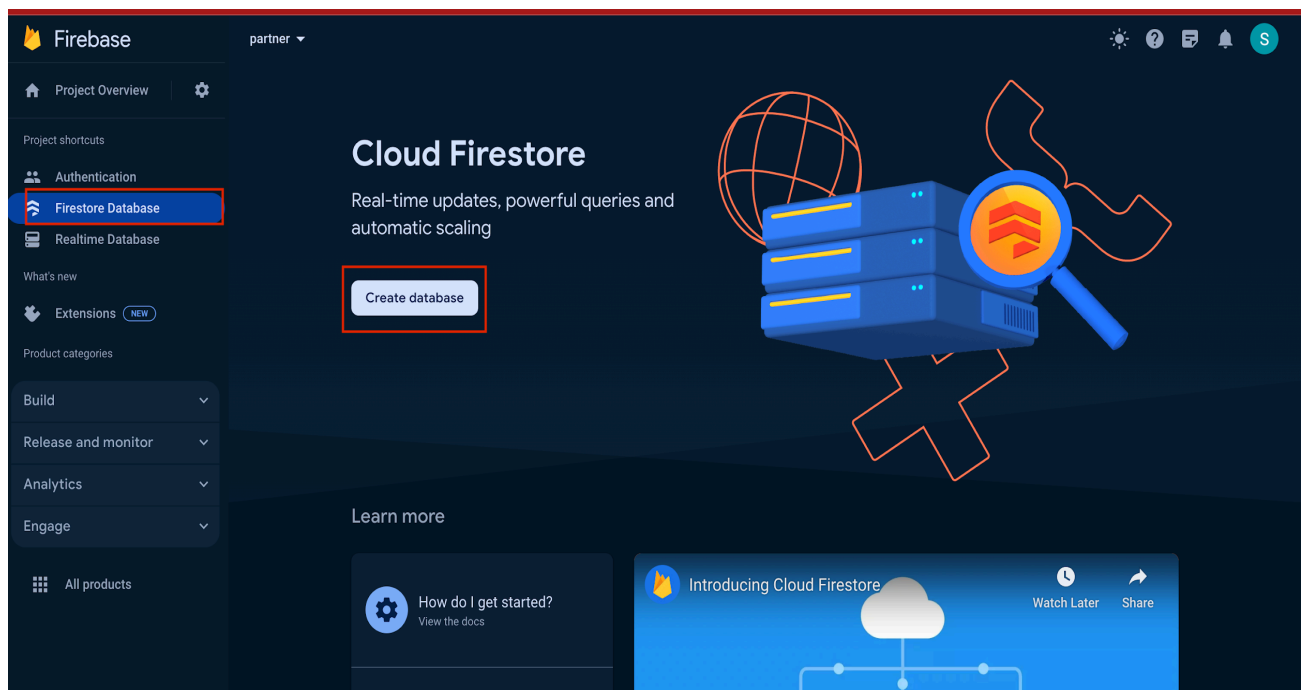 Firebase
partner
S
Project Overview
Project shortcuts
Authentication
Firestore Database
Realtime Database
What's new
Extensions NEW
Product categories
Build
Release and monitor
Analytics
Engage
All products
Cloud Firestore
Real-time updates, powerful queries and
automatic scaling
Create database
Learn more
How do I get started?
View the docs
Introducing Cloud Firestore
Watch Later
Share